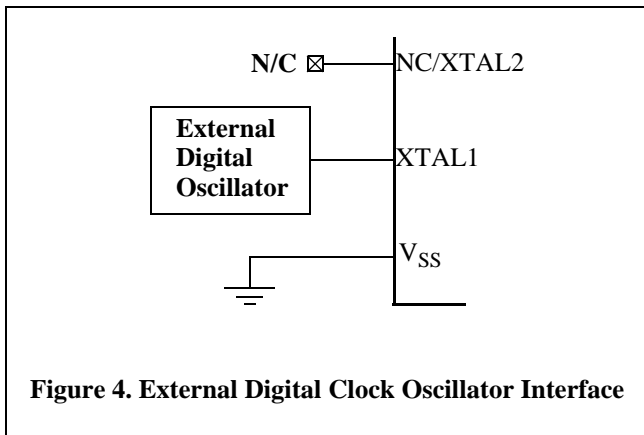 N/C NC/XTAL2
External
Digital
Oscillator
XTAL1
VSS
Figure 4. External Digital Clock Oscillator Interface